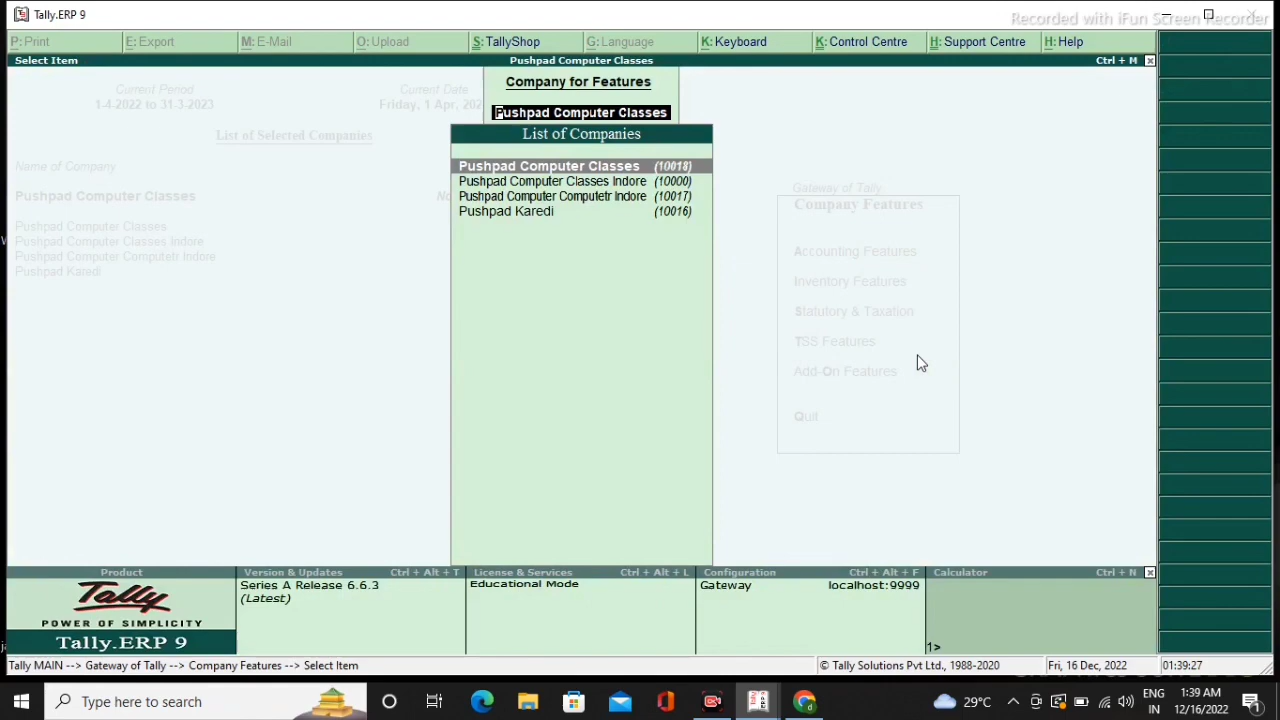 Tally.ERP 9
Recorded with iFun Screen Recorder
P: Print
E: Export
M: E-Mail
O: Upload
S: TallyShop
G: Language
K: Keyboard
K: Control Centre
H: Support Centre
H: Help
Select Item
Pushpad Computer Classes
Ctrl + M
Current Period
1-4-2022 to 31-3-2023
Current Date
Friday, 1 Apr, 202
List of Selected Companies
Name of Company
Pushpad Computer Classes
Pushpad Computer Classes
Pushpad Computer Classes Indore
Pushpad Computer Computetr Indore
Pushpad Karedi
Company for Features
Pushpad Computer Classes
List of Companies
Pushpad Computer Classes (10018)
Pushpad Computer Classes Indore (10000)
Pushpad Computer Computetr Indore (10017)
Pushpad Karedi (10016)
Gateway of Tally
Company Features
Accounting Features
Inventory Features
Statutory & Taxation
TSS Features
Add-On Features
Quit
Product
Tally
POWER OF SIMPLICITY
Tally.ERP 9
Version & Updates Ctrl + Alt + T
Series A Release 6.6.3
(Latest)
License & Services Ctrl + Alt + L
Educational Mode
Configuration Ctrl + Alt + F
Gateway localhost:9999
Calculator Ctrl + N
1>
Tally MAIN --> Gateway of Tally --> Company Features --> Select Item
© Tally Solutions Pvt Ltd., 1988-2020
Fri, 16 Dec, 2022
01:39:27
Type here to search
29°C
ENG
IN
1:39 AM
12/16/2022
1